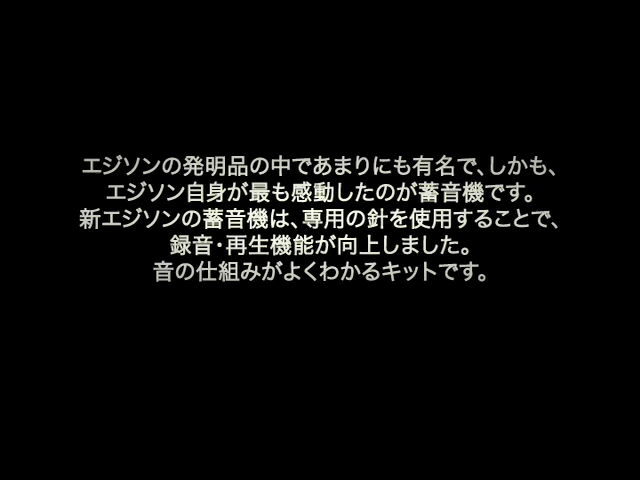 エジソンの発明品の中であまりにも有名で、しかも、
エジソン自身が最も感動したのが蓄音機です。
新エジソンの蓄音機は、専用の針を使用することで、
録音・再生機能が向上しました。
音の仕組みがよくわかるキットです。